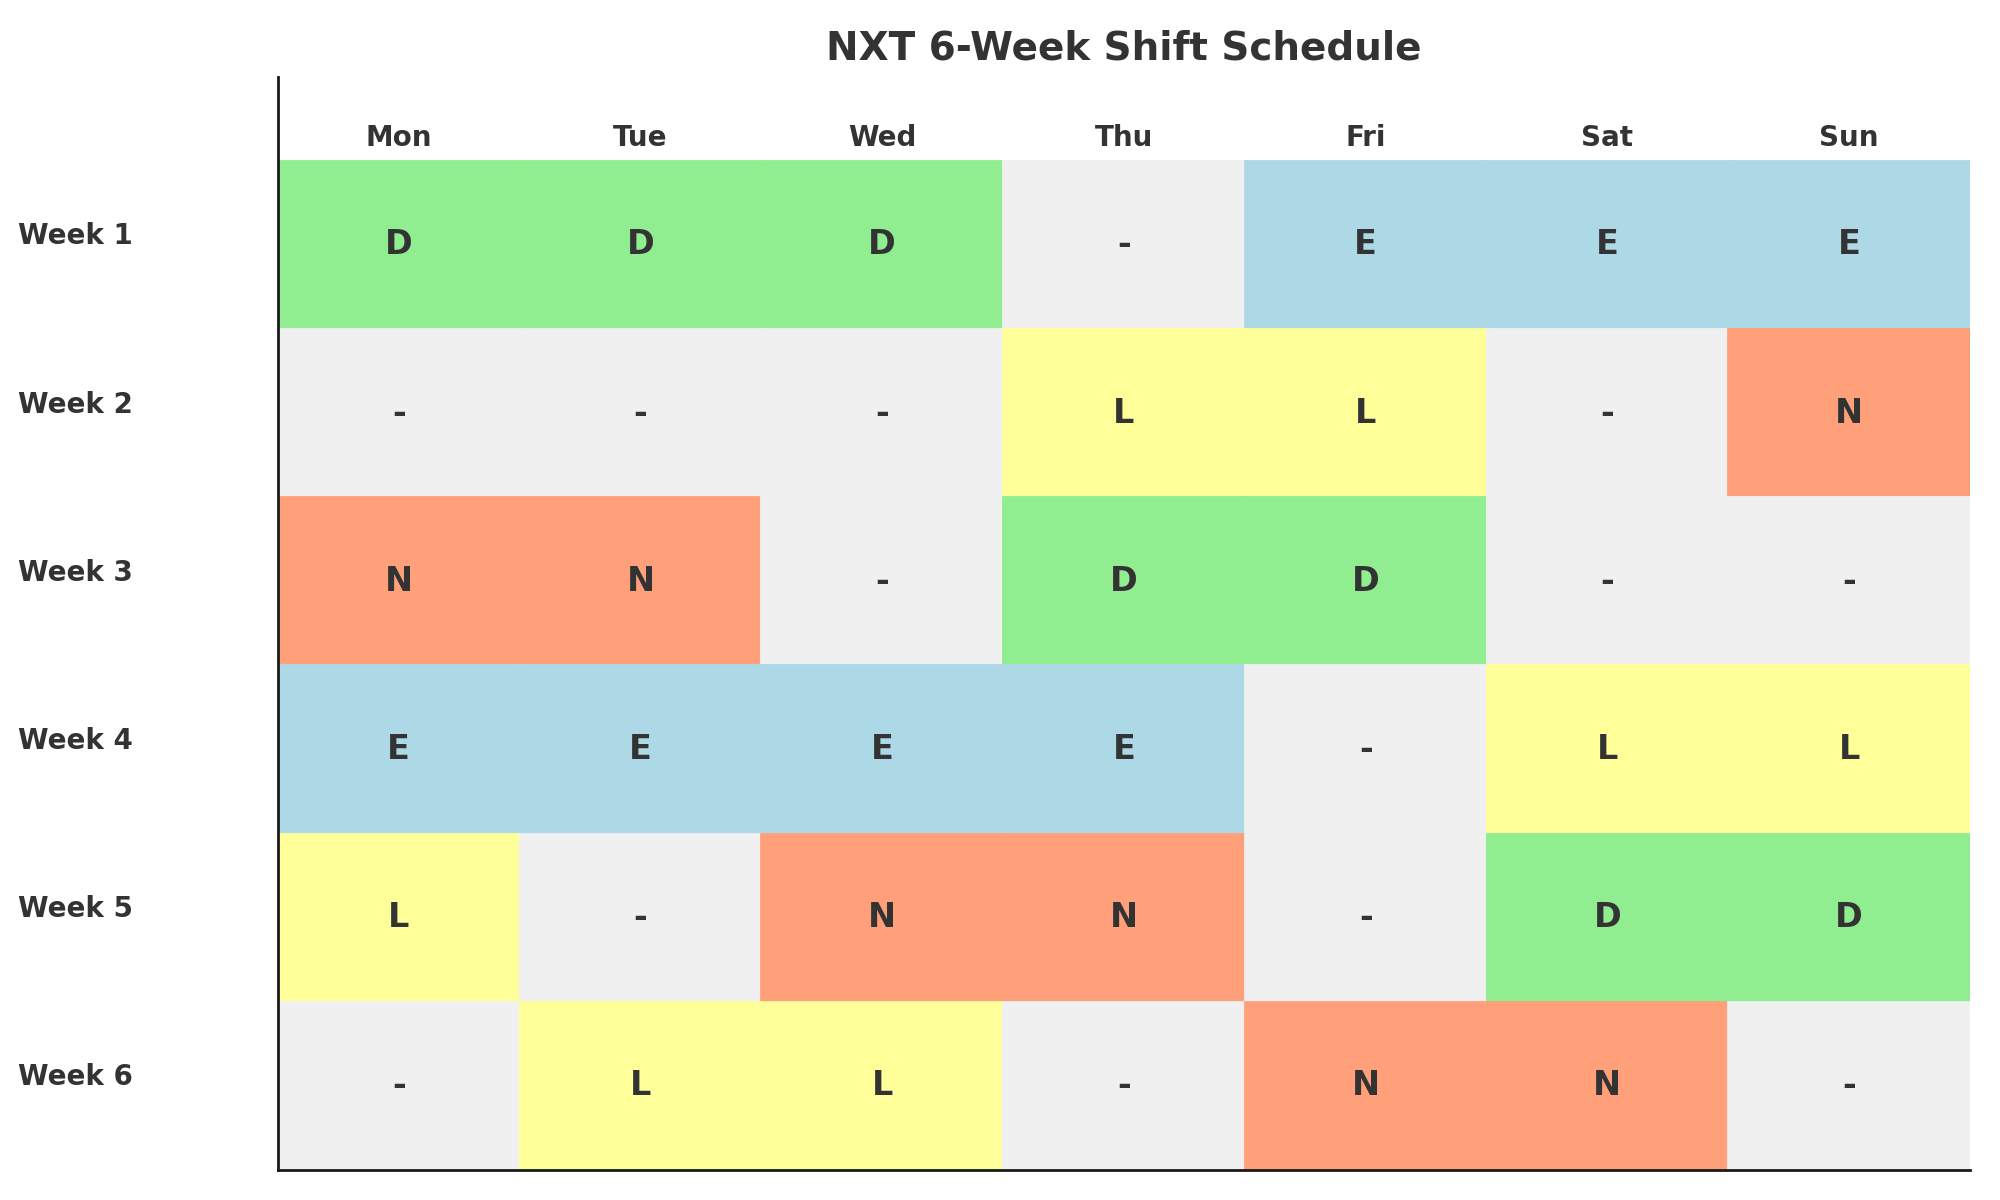 NXT 6-Week Shift Schedule
Mon Tue Wed Thu Fri Sat Sun
Week 1 D D D - E E E
Week 2 - - - L L - N
Week 3 N N - D D - -
Week 4 E E E E - L L
Week 5 L - N N - D D
Week 6 - L L - N N -